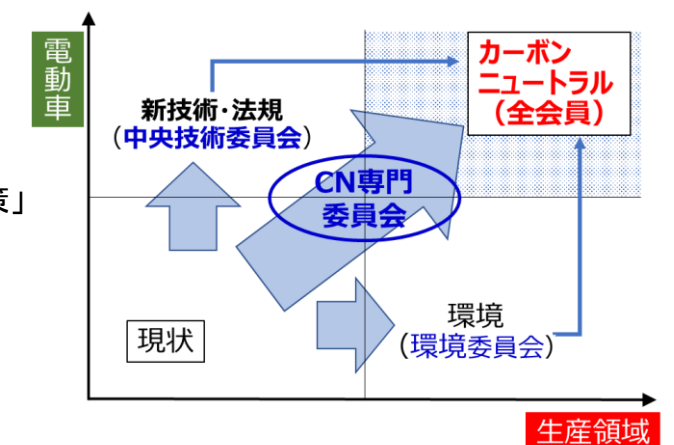 電動車
カーボン
ニュートラル
（全会員）
新技術･法規
（中央技術委員会）
CN専門
委員会
策」
環境
（環境委員会）
現状
生産領域